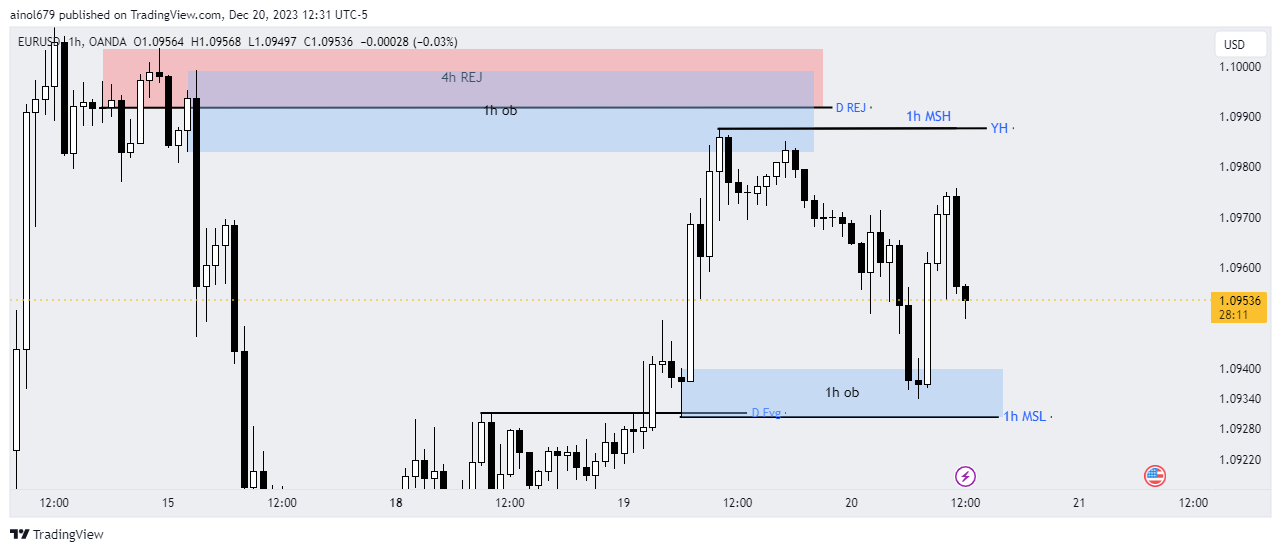 ainol679 published on TradingView.com, Dec 20, 2023 12:31 UTC-5
EURUSD, 1h, OANDA O1.09564 H1.09568 L1.09497 C1.09536 −0.00028 (−0.03%)
USD
1.10000
4h REJ
1h ob
D REJ
1h MSH
1.09900
YH
1.09800
1.09700
1.09600
1.09536
28:11
1.09400
1h ob
1.09340
D Fvg
1h MSL
1.09280
1.09220
12:00 15 12:00 18 12:00 19 12:00 20 12:00 21 12:00
TradingView